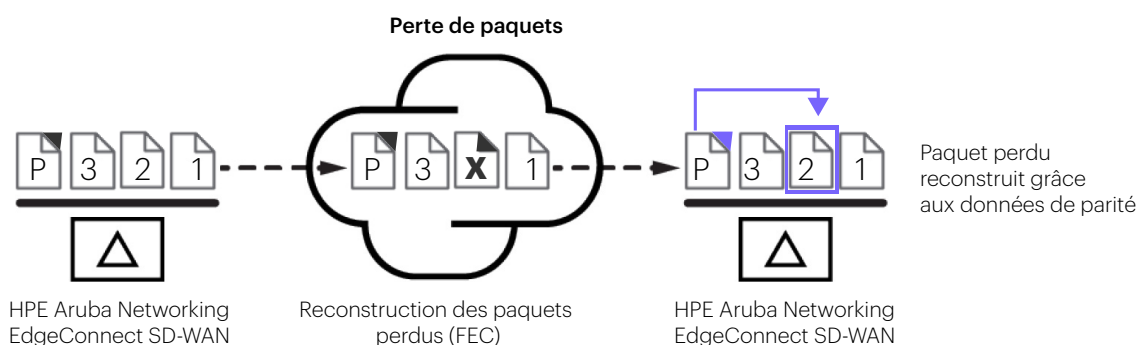 Perte de paquets
P 3 2 1
P 3 X 1
P 3 2 1
Paquet perdu
reconstruit grâce
aux données de parité
HPE Aruba Networking
EdgeConnect SD-WAN
Reconstruction des paquets
perdus (FEC)
HPE Aruba Networking
EdgeConnect SD-WAN